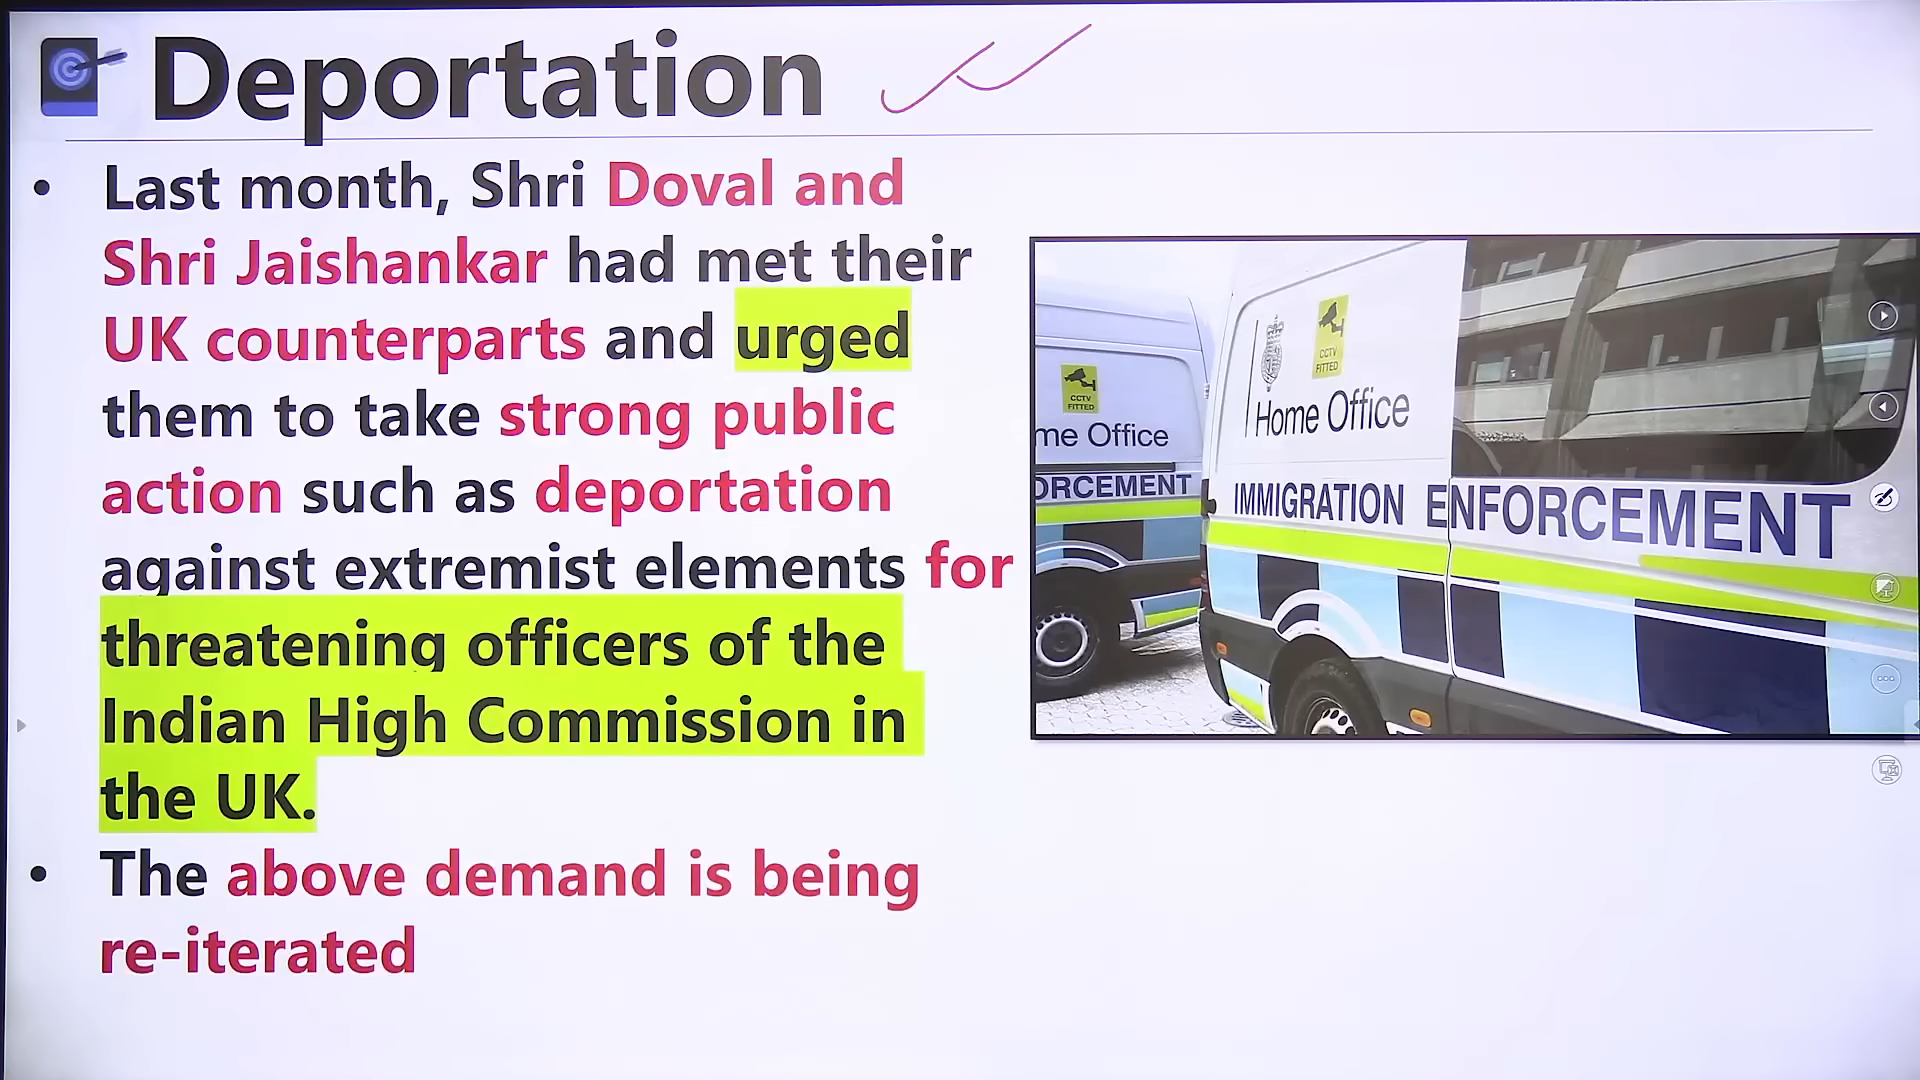 Deportation
• Last month, Shri Doval and
Shri Jaishankar had met their
UK counterparts and urged
them to take strong public
action such as deportation
against extremist elements for
threatening officers of the
Indian High Commission in
the UK.
• The above demand is being
re-iterated
CCTV
FITTED
me Office
ORCEMENT
CCTV
FITTED
Home Office
IMMIGRATION ENFORCEMENT